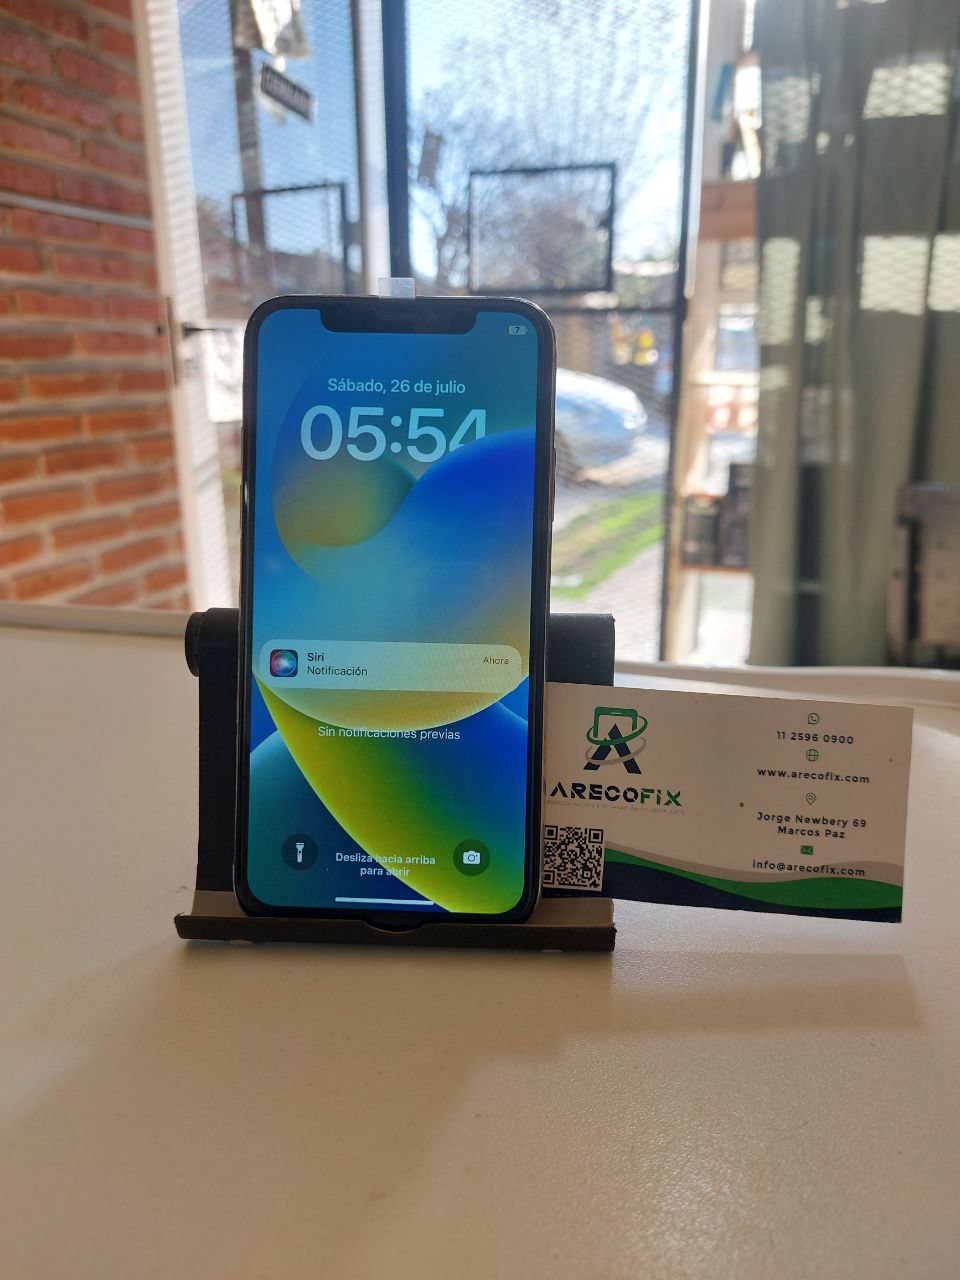 7
Sábado, 26 de julio
05:54
Siri
Ahora
Notificación
Sin notificaciones previas
Desliza hacia arriba
para abrir
ARECOFIX
11 2596 0900
www.arecofix.com
Jorge Newbery 69
Marcos Paz
info@arecofix.com